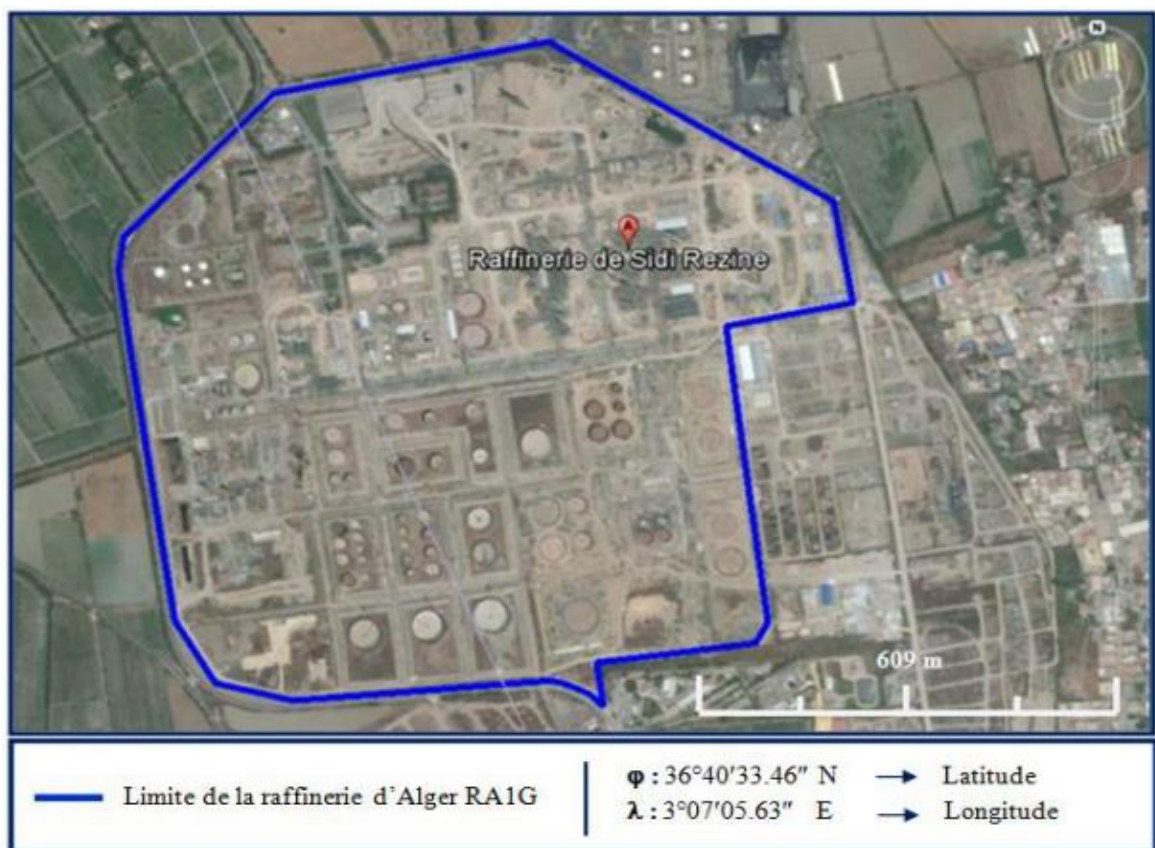 N
A
Raffinerie de Sidi Rezine
609 m
Limite de la raffinerie d’Alger RA1G
φ : 36°40'33.46" N → Latitude
λ : 3°07'05.63" E → Longitude